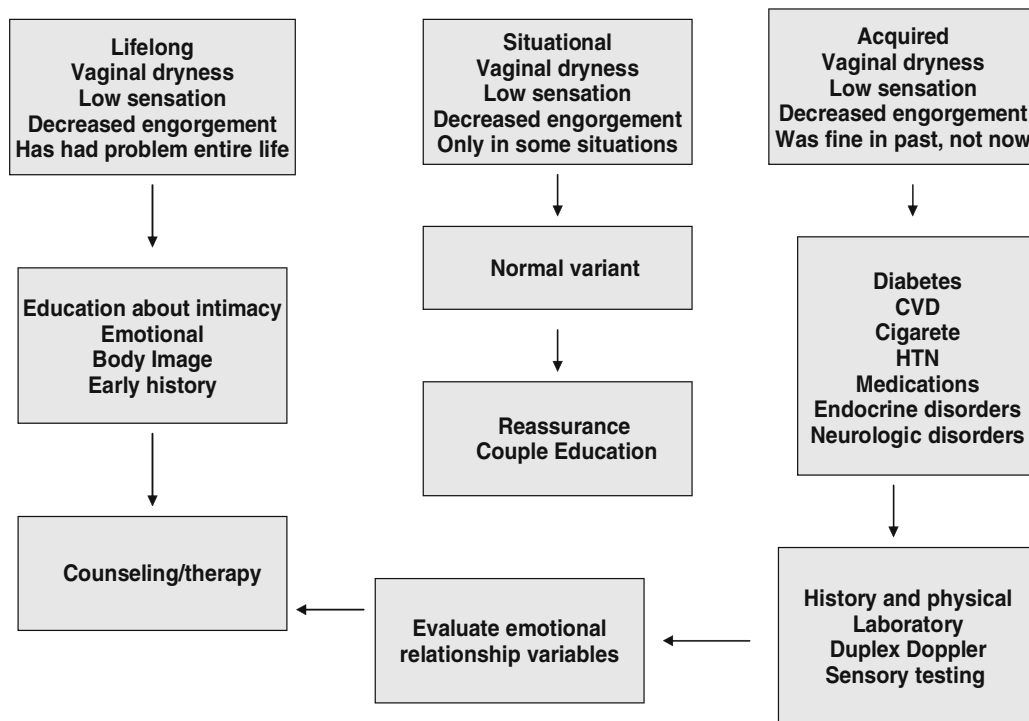 Lifelong
Vaginal dryness
Low sensation
Decreased engorgement
Has had problem entire life
Situational
Vaginal dryness
Low sensation
Decreased engorgement
Only in some situations
Acquired
Vaginal dryness
Low sensation
Decreased engorgement
Was fine in past, not now
Education about intimacy
Emotional
Body Image
Early history
Normal variant
Diabetes
CVD
Cigarete
HTN
Medications
Endocrine disorders
Neurologic disorders
Reassurance
Couple Education
Counseling/therapy
Evaluate emotional
relationship variables
History and physical
Laboratory
Duplex Doppler
Sensory testing